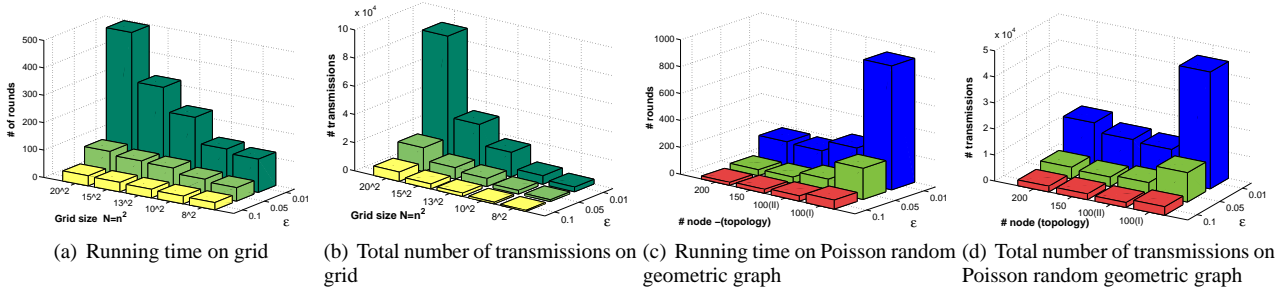 500
400
300
200
100
0
# of rounds
20^2
15^2
13^2
10^2
8^2
Grid size N=n²
0.1
0.05
0.01
ε
(a) Running time on grid
x 10⁴
10
8
6
4
2
0
# transmissions
20^2
15^2
13^2
10^2
8^2
Grid size N=n²
0.1
0.05
0.01
ε
(b) Total number of transmissions on
grid
1000
800
600
400
200
0
# rounds
200
150
100(II)
100(I)
# node −(topology)
0.1
0.05
0.01
ε
(c) Running time on Poisson random
geometric graph
x 10⁴
5
4
3
2
1
0
# transmissions
200
150
100(II)
100(I)
# node (topology)
0.1
0.05
0.01
ε
(d) Total number of transmissions on
Poisson random geometric graph